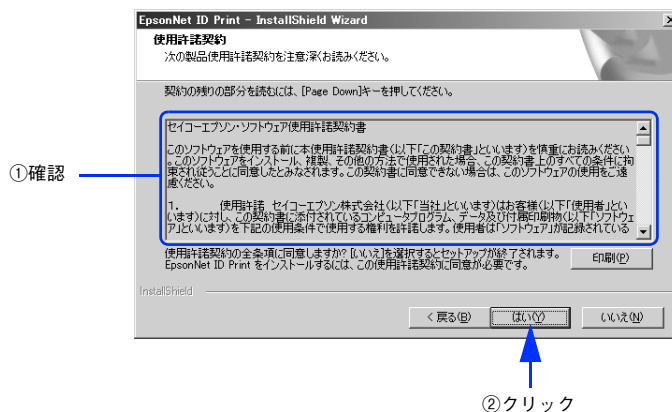 EpsonNet ID Print - InstallShield Wizard
使用許諾契約
次の製品使用許諾契約を注意深くお読みください。
契約の残りの部分を読むには、[Page Down]キーを押してください。
セイコーエプソン・ソフトウェア使用許諾契約書
このソフトウェアを使用する前に本使用許諾契約書(以下「この契約書」といいます)を慎重にお読みください
。このソフトウェアをインストール、複製、その他の方法で使用された場合、この契約書上のすべての条件に拘
束され従うことに同意したとみなされます。この契約書に同意できない場合は、このソフトウェアの使用をご遠
慮ください。
1. 使用許諾 セイコーエプソン株式会社(以下「当社」といいます)はお客様(以下「使用者」とい
います)に対し、この契約書に添付されているコンピュータプログラム、データ及び付属印刷物(以下「ソフトウェ
ア」といいます)を下記の使用条件で使用する権利を許諾します。使用者は「ソフトウェア」が記録されている
①確認
使用許諾契約の全条項に同意しますか? [いいえ]を選択するとセットアップが終了されます。
EpsonNet ID Print をインストールするには、この使用許諾契約に同意が必要です。
印刷(P)
InstallShield
< 戻る(B)
はい(Y)
いいえ(N)
②クリック